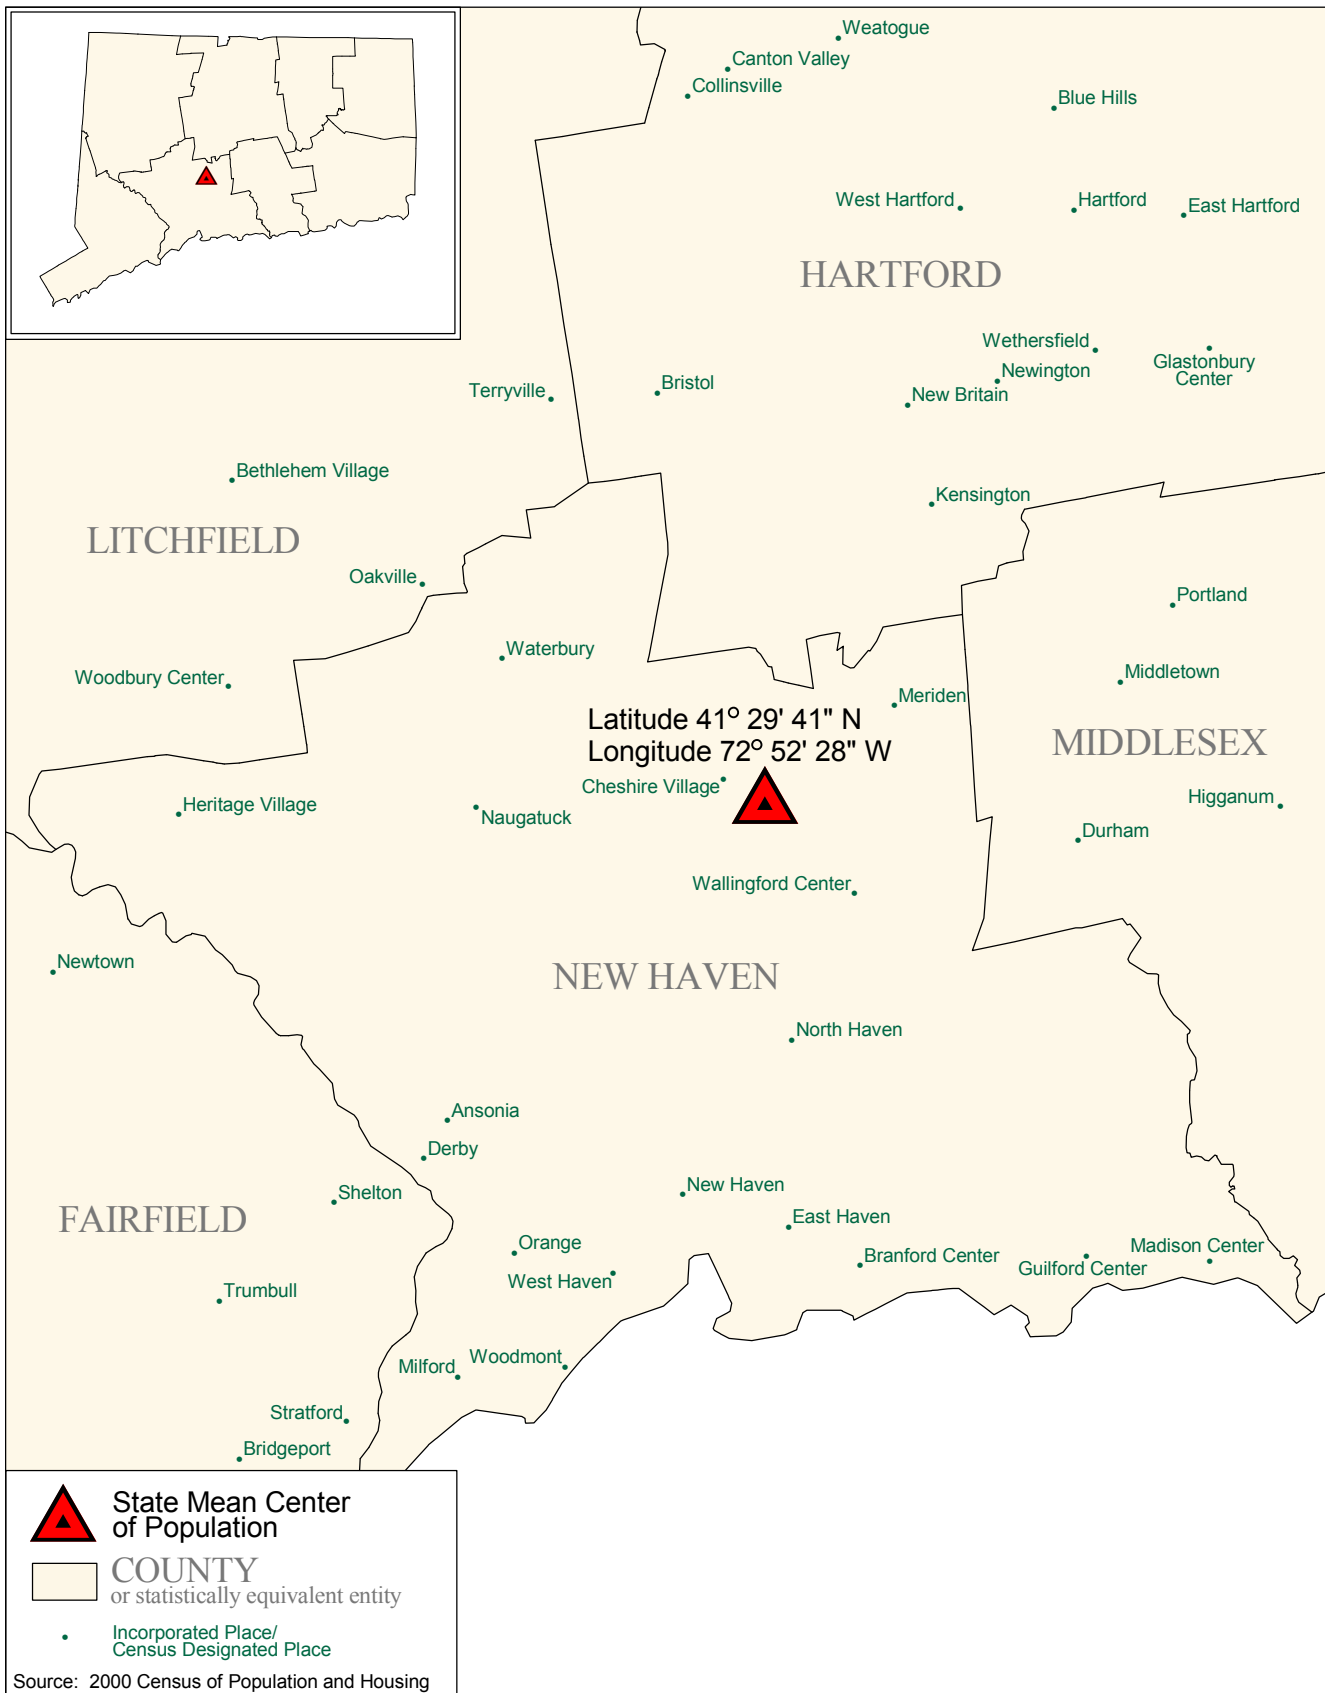 Weatogue
Canton Valley
Collinsville
Blue Hills
West Hartford
Hartford
East Hartford
HARTFORD
Wethersfield
Newington
Glastonbury
Center
Terryville
Bristol
New Britain
Bethlehem Village
Kensington
LITCHFIELD
Oakville
Portland
Waterbury
Woodbury Center
Middletown
Meriden
Latitude 41° 29' 41" N
Longitude 72° 52' 28" W
MIDDLESEX
Cheshire Village
Heritage Village
Naugatuck
Higganum
Durham
Wallingford Center
Newtown
NEW HAVEN
North Haven
Ansonia
Derby
New Haven
Shelton
FAIRFIELD
East Haven
Orange
Branford Center
Madison Center
Guilford Center
West Haven
Trumbull
Woodmont
Milford
Stratford
Bridgeport
State Mean Center
of Population
COUNTY
or statistically equivalent entity
Incorporated Place/
Census Designated Place
Source: 2000 Census of Population and Housing